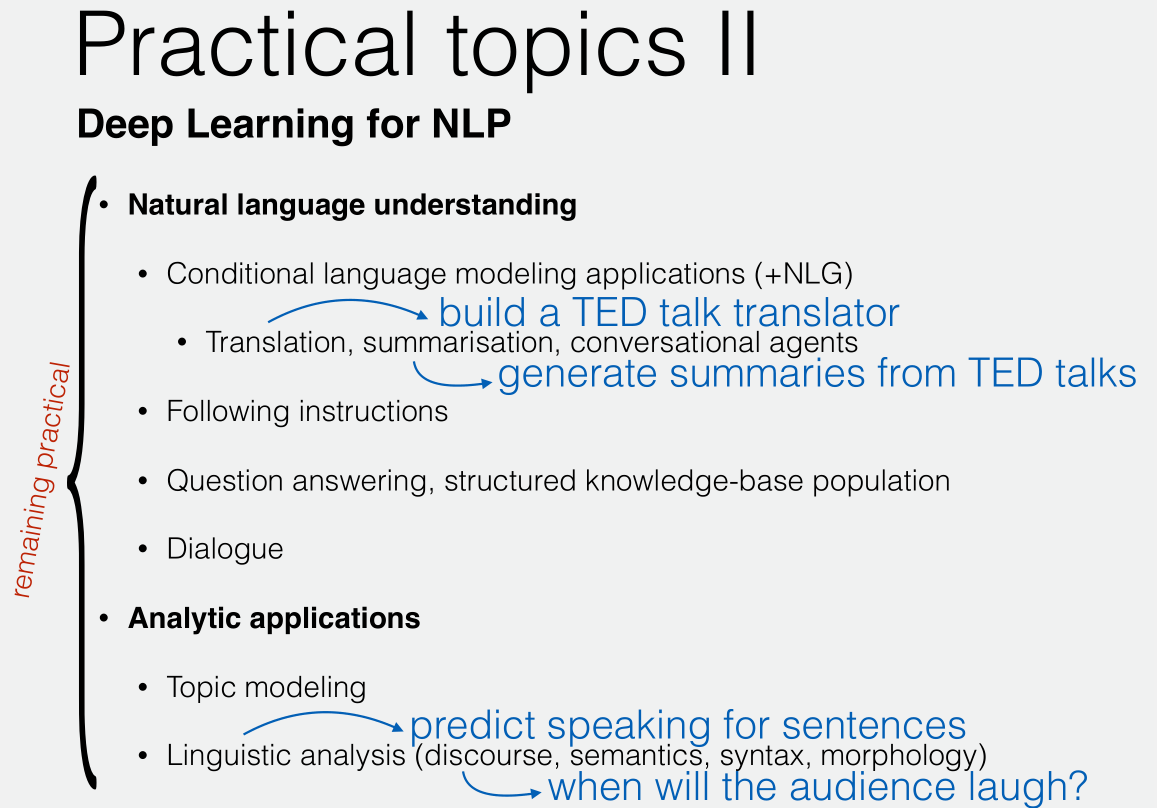 Practical topics II
Deep Learning for NLP
• Natural language understanding
• Conditional language modeling applications (+NLG)
build a TED talk translator
• Translation, summarisation, conversational agents
generate summaries from TED talks
• Following instructions
remaining practical
• Question answering, structured knowledge-base population
• Dialogue
• Analytic applications
• Topic modeling
predict speaking for sentences
• Linguistic analysis (discourse, semantics, syntax, morphology)
when will the audience laugh?